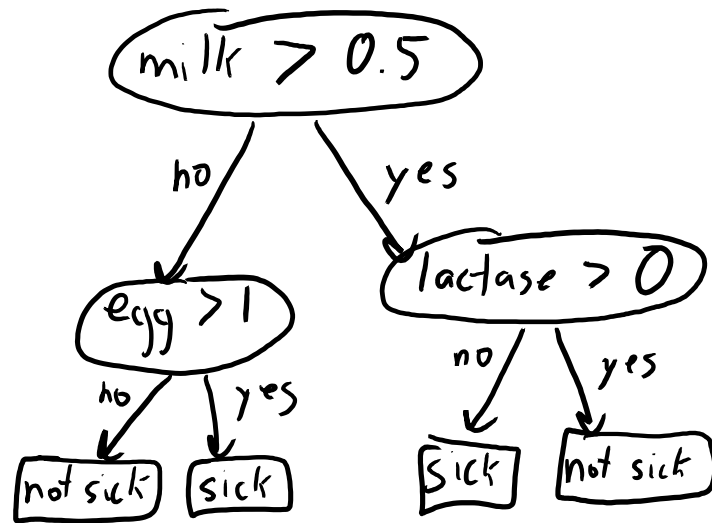 milk > 0.5
no
yes
egg > 1
lactase > 0
no
yes
no
yes
not sick
sick
sick
not sick